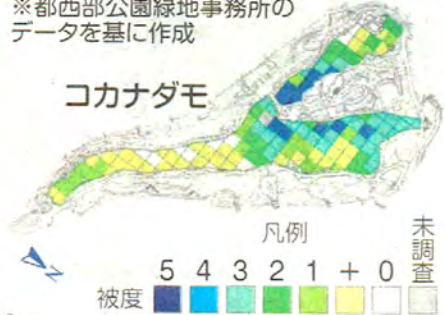 ※都西部公園緑地事務所の
データを基に作成
コカナダモ
N
凡例
5 4 3 2 1 + 0 未調査
被度